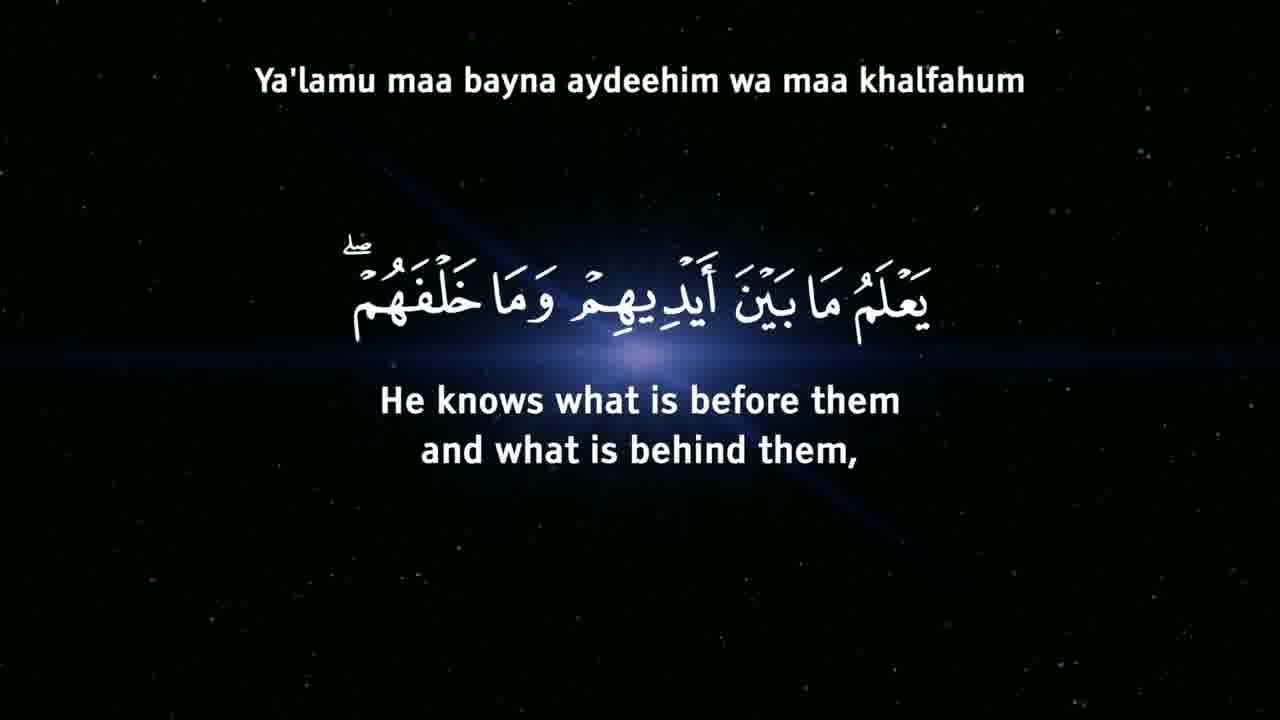 Ya'lamu maa bayna aydeehim wa maa khalfahum
يَعْلَمُ مَا بَيْنَ أَيْدِيهِمْ وَمَا خَلْفَهُمْ ۖ
He knows what is before them
and what is behind them,